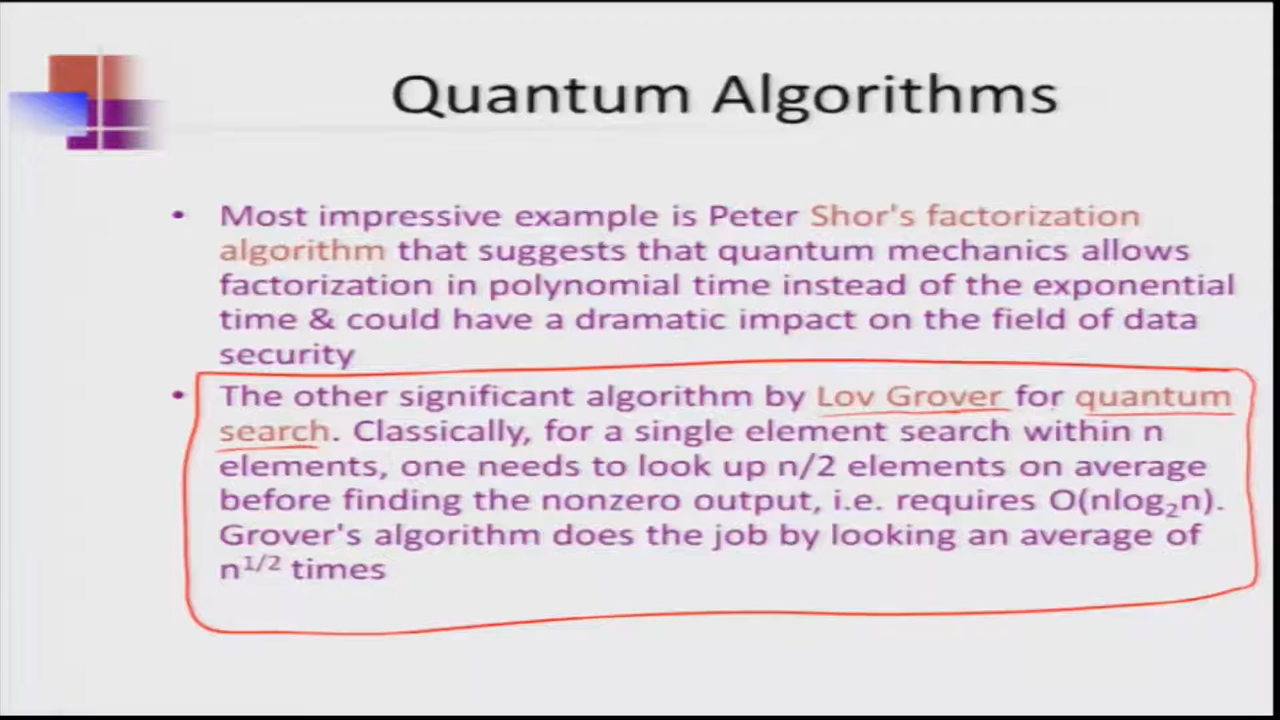 Quantum Algorithms
• Most impressive example is Peter Shor's factorization
algorithm that suggests that quantum mechanics allows
factorization in polynomial time instead of the exponential
time & could have a dramatic impact on the field of data
security
• The other significant algorithm by Lov Grover for quantum
search. Classically, for a single element search within n
elements, one needs to look up n/2 elements on average
before finding the nonzero output, i.e. requires O(nlog₂n).
Grover's algorithm does the job by looking an average of
n¹/² times